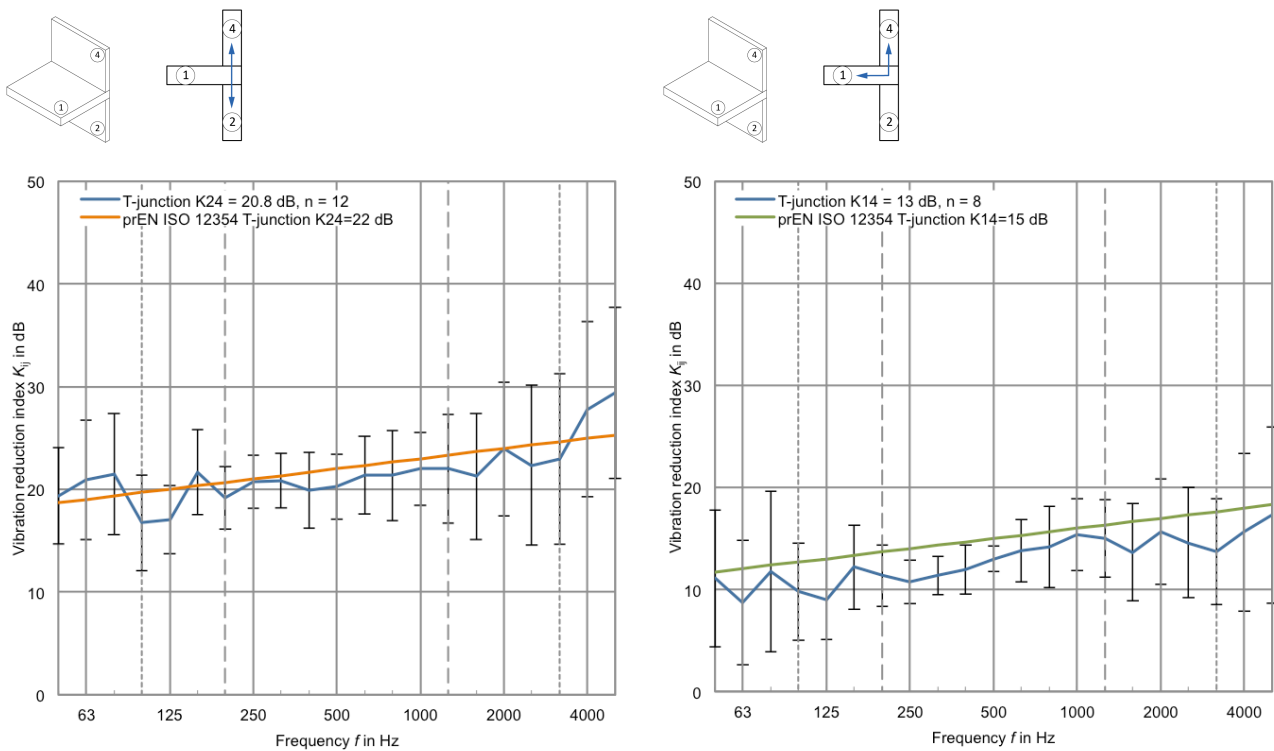 4
1
2
4
1
2
50
40
30
20
10
0
T-junction K24 = 20.8 dB, n = 12
prEN ISO 12354 T-junction K24=22 dB
Vibration reduction index Kij in dB
63 125 250 500 1000 2000 4000
Frequency f in Hz
4
1
2
4
1
2
50
40
30
20
10
0
T-junction K14 = 13 dB, n = 8
prEN ISO 12354 T-junction K14=15 dB
Vibration reduction index Kij in dB
63 125 250 500 1000 2000 4000
Frequency f in Hz